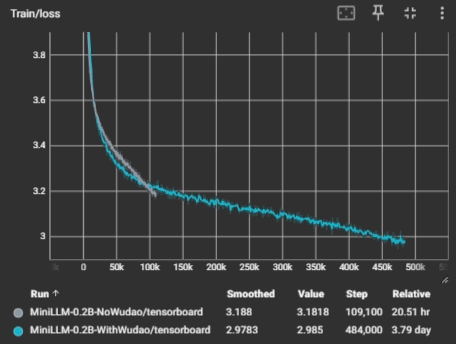 Train/loss
3.8
3.6
3.4
3.2
3
0 50k 100k 150k 200k 250k 300k 350k 400k 450k 500k
Run ↑ Smoothed Value Step Relative
MiniLLM-0.2B-NoWudao/tensorboard 3.188 3.1818 109,100 20.51 hr
MiniLLM-0.2B-WithWudao/tensorboard 2.9783 2.985 484,000 3.79 day